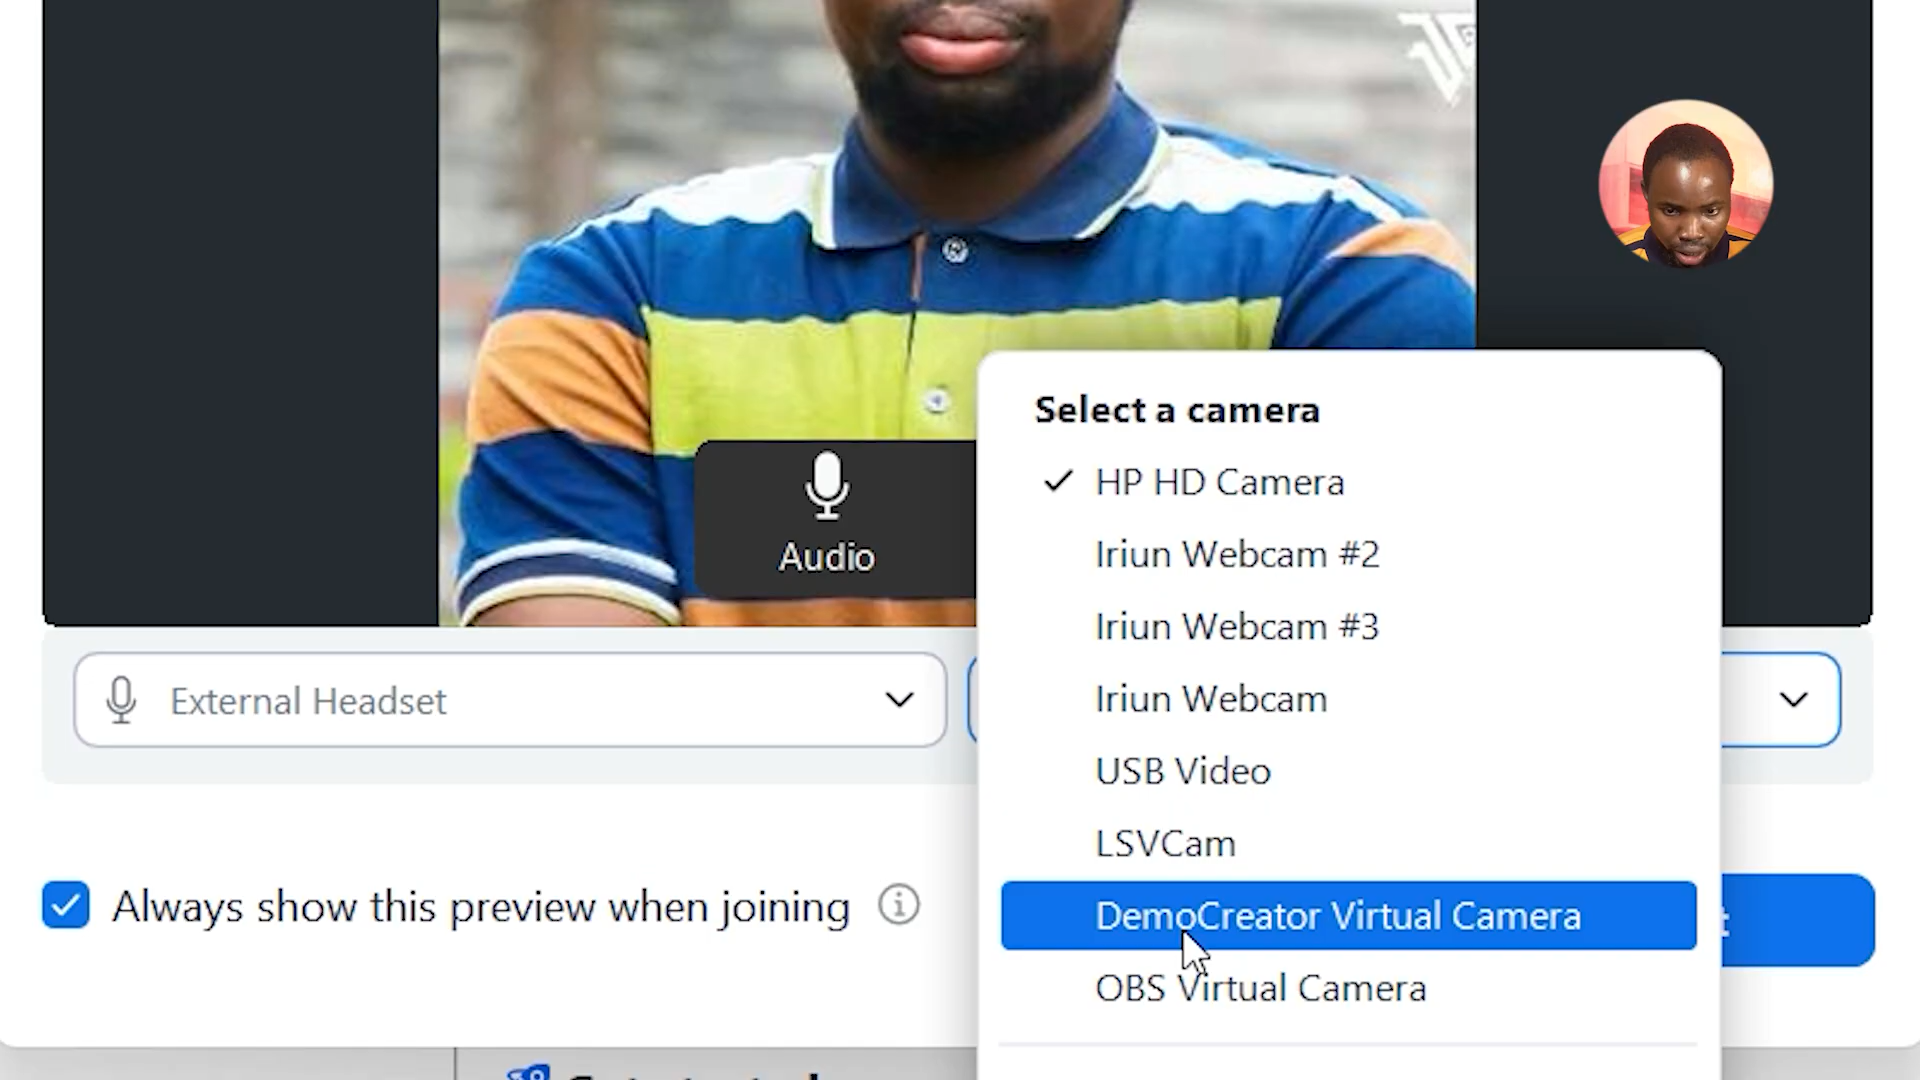 Select a camera
HP HD Camera
Iriun Webcam #2
Iriun Webcam #3
Iriun Webcam
USB Video
LSVCam
DemoCreator Virtual Camera
OBS Virtual Camera
Audio
External Headset
Always show this preview when joining